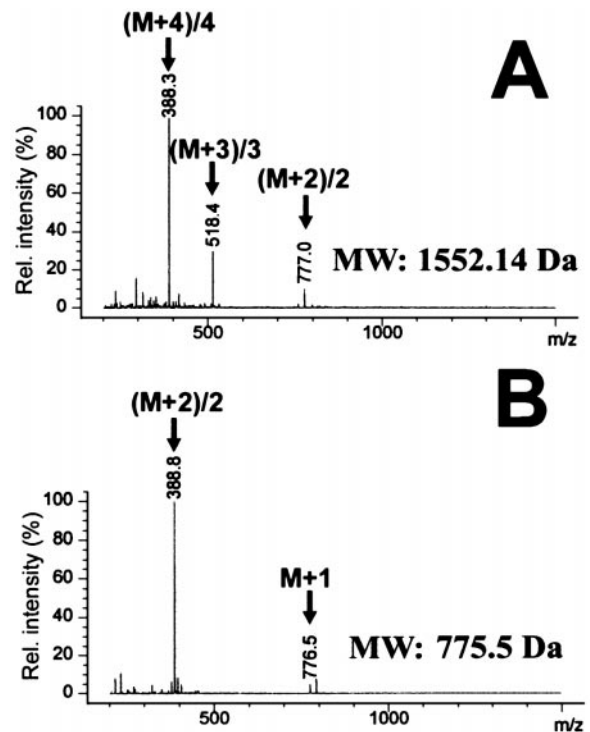 A
(M+4)/4
388.3
(M+3)/3
518.4
(M+2)/2
777.0
MW: 1552.14 Da
Rel. intensity (%)
100
80
60
40
20
0
500
1000
m/z
B
(M+2)/2
388.8
M+1
776.5
MW: 775.5 Da
Rel. intensity (%)
100
80
60
40
20
0
500
1000
m/z